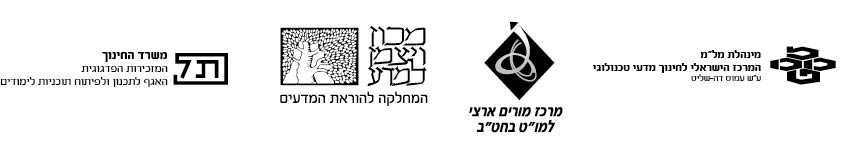 מינהלת מל"מ
המרכז הישראלי לחינוך מדעי טכנולוגי
ע"ש עמוס דה-שליט
מרכז מורים ארצי
למו"ט בחט"ב
מכון
ויצמן
למדע
המחלקה להוראת המדעים
תל
משרד החינוך
המזכירות הפדגוגית
האגף לתכנון ולפיתוח תוכניות לימודים